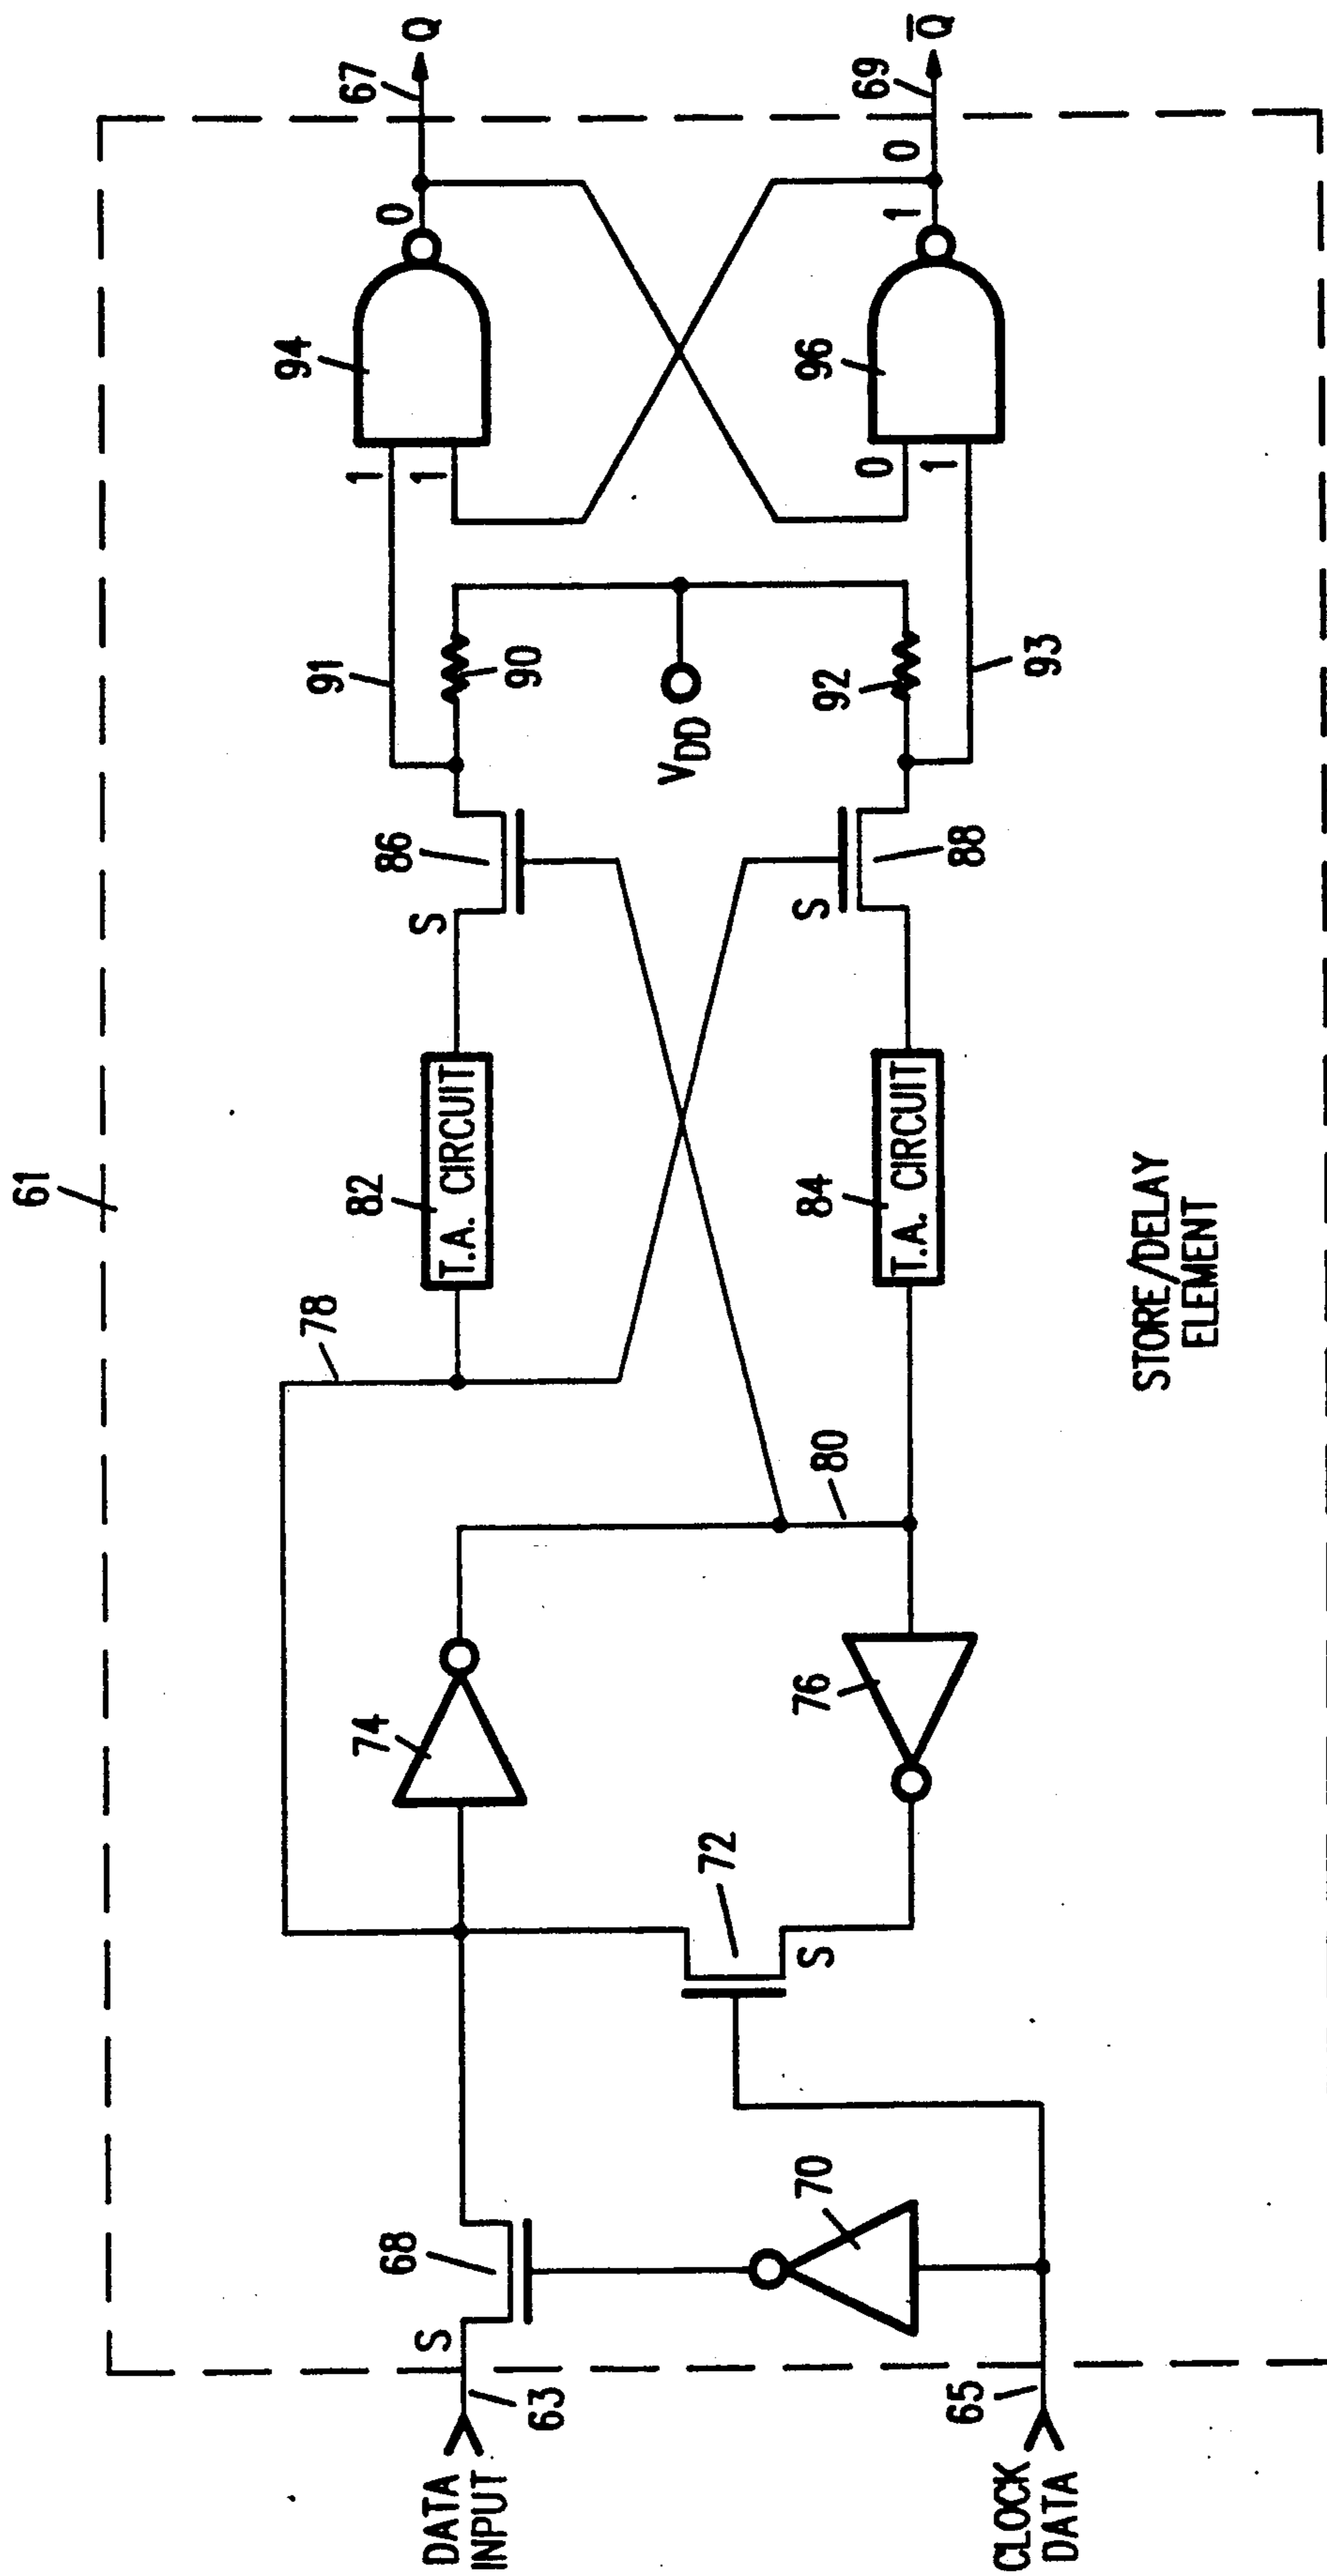 61
DATA
INPUT
63
S
68
CLOCK
DATA
65
70
72
S
74
76
78
80
82
T.A. CIRCUIT
84
T.A. CIRCUIT
S
86
S
88
91
90
VDD
92
93
1
1
94
0
0
1
96
1
0
67
Q
69
Q̅
STORE/DELAY
ELEMENT